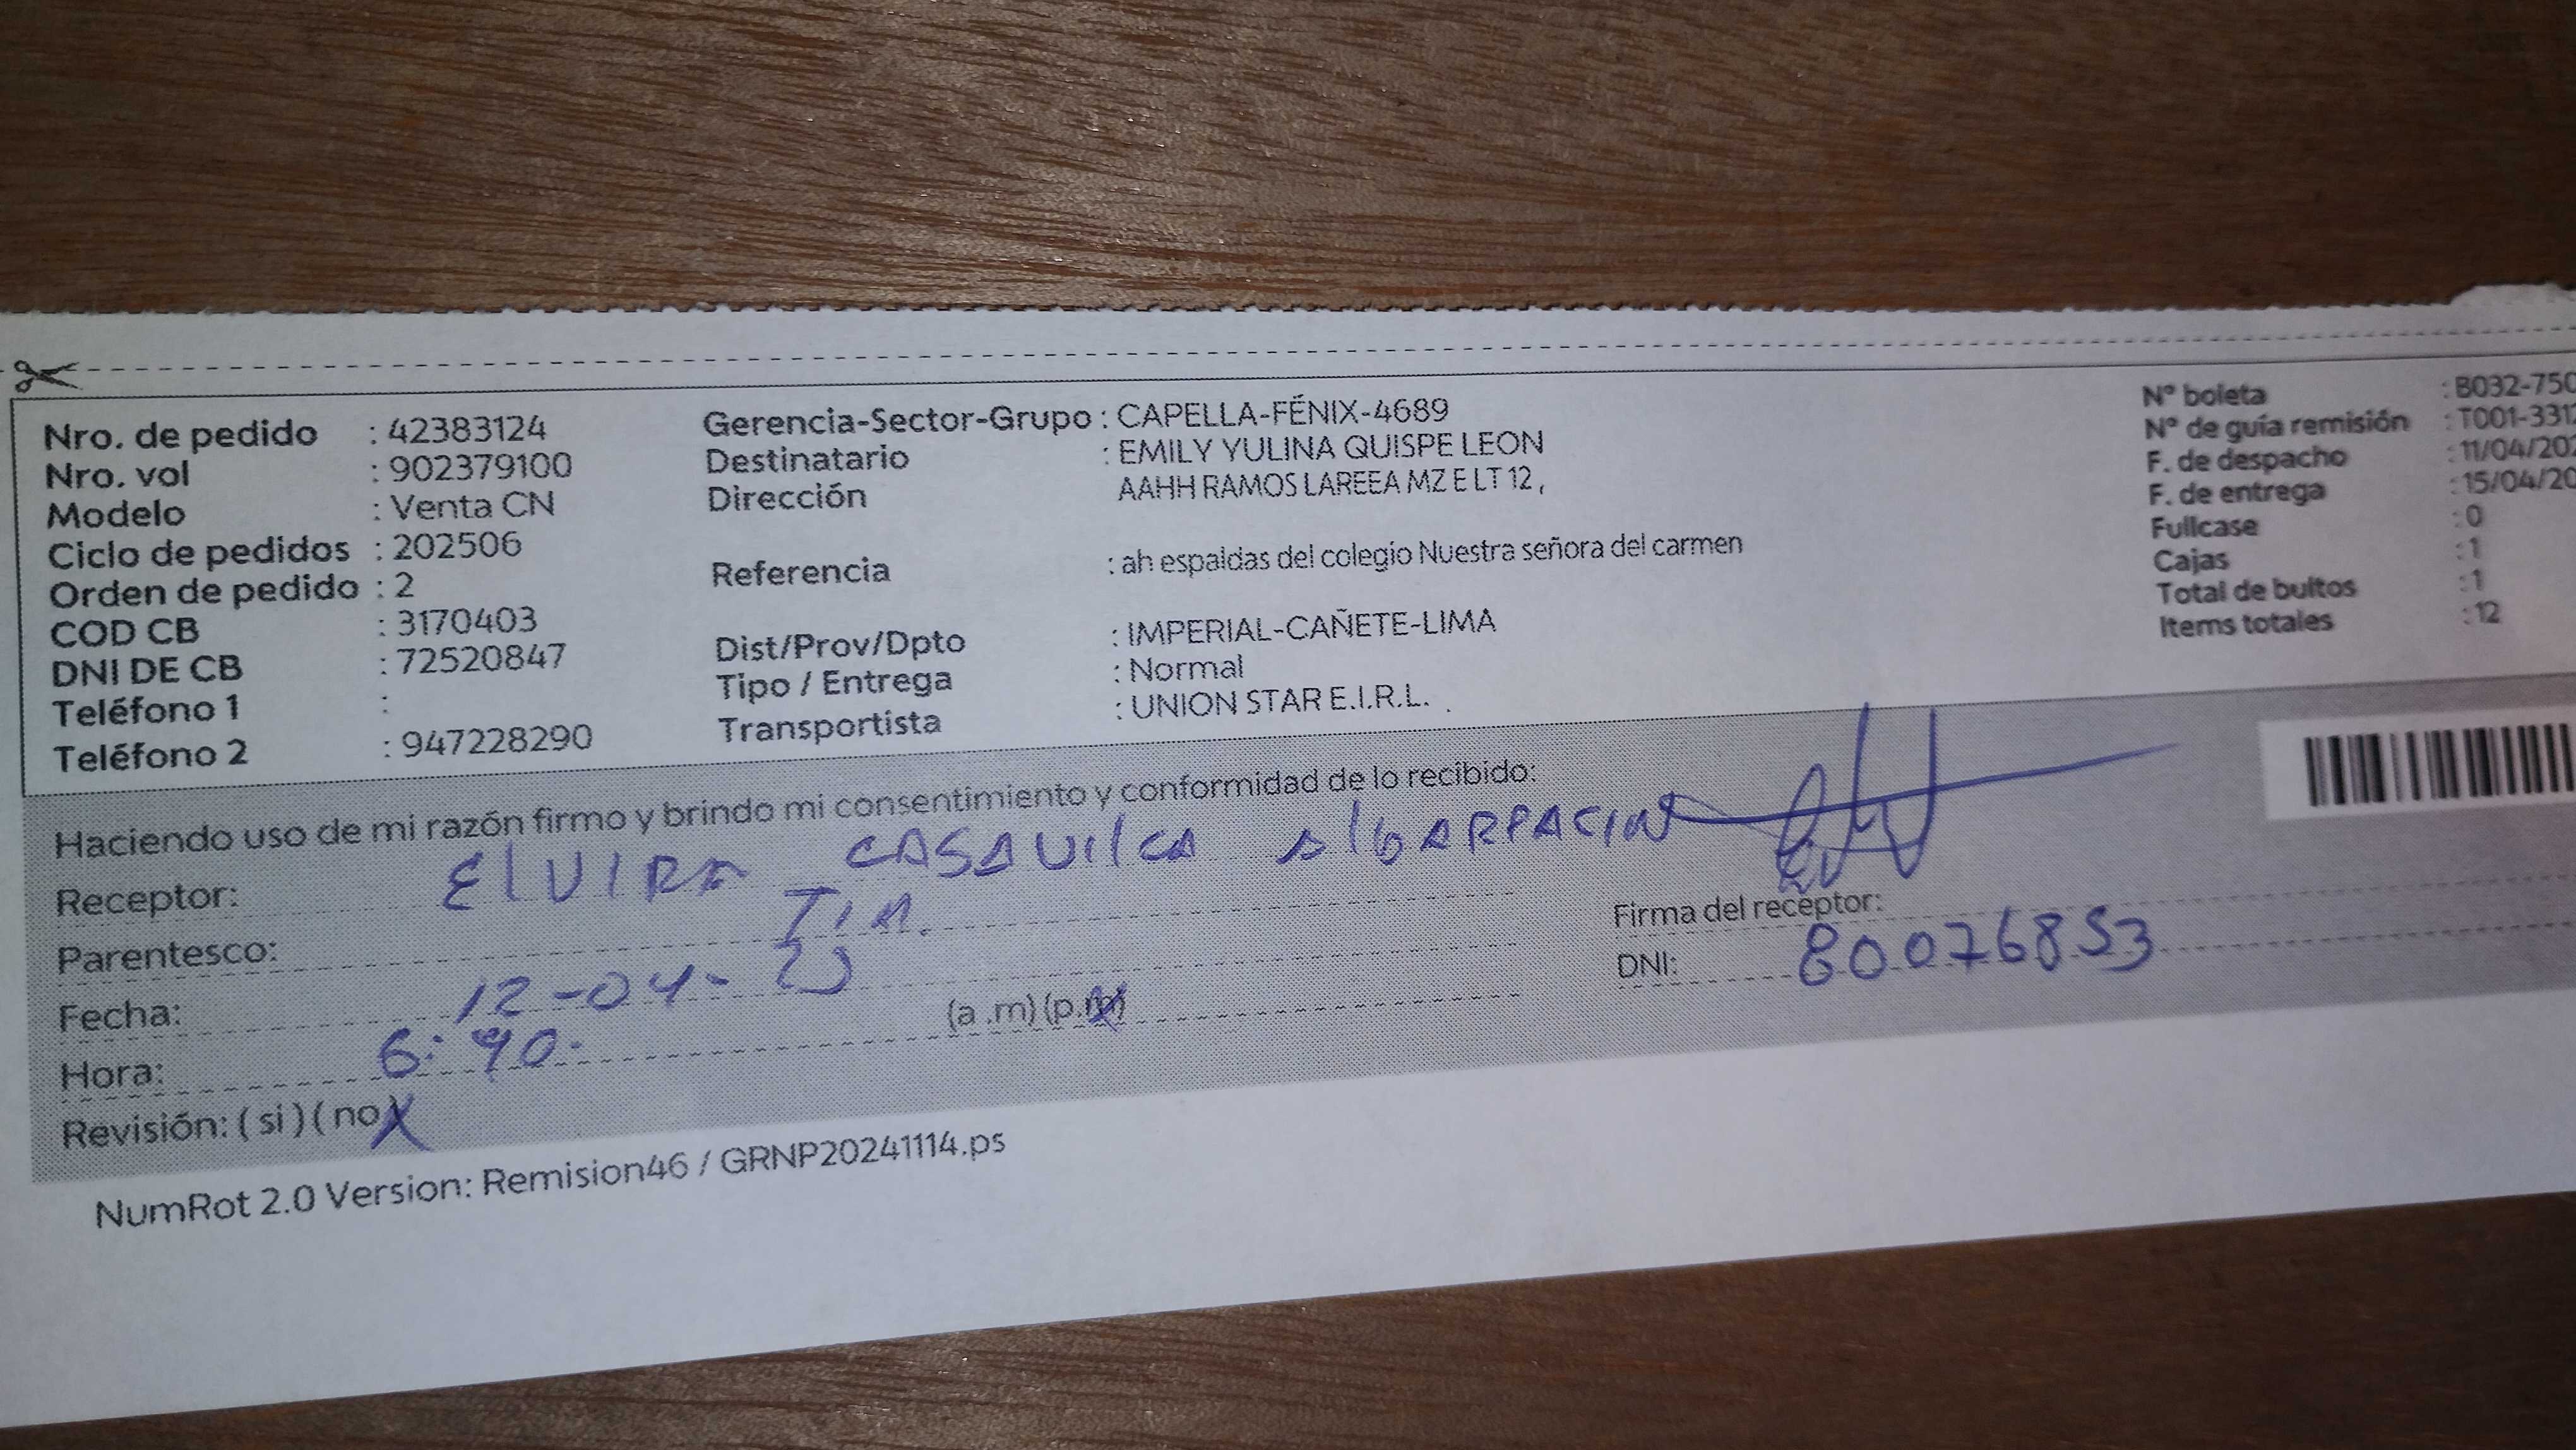 Nro. de pedido : 42383124
Nro. vol : 902379100
Modelo : Venta CN
Ciclo de pedidos : 202506
Orden de pedido : 2
COD CB : 3170403
DNI DE CB : 72520847
Teléfono 1 :
Teléfono 2 : 947228290
Gerencia-Sector-Grupo : CAPELLA-FÉNIX-4689
Destinatario : EMILY YULINA QUISPE LEON
Dirección AAHH RAMOS LAREEA MZ E LT 12 ,
Referencia : ah espaldas del colegio Nuestra señora del carmen
Dist/Prov/Dpto : IMPERIAL-CAÑETE-LIMA
Tipo / Entrega : Normal
Transportista : UNION STAR E.I.R.L. .
Nº boleta : B032-750
Nº de guía remisión : T001-331
F. de despacho : 11/04/202
F. de entrega : 15/04/20
Fullcase : 0
Cajas : 1
Total de bultos : 1
Items totales : 12
Haciendo uso de mi razón firmo y brindo mi consentimiento y conformidad de lo recibido:
Receptor: ElVIRA CASAVIlCA
Parentesco: TIA.
Fecha: 12-04-25
Hora: 6:40. (a .m) (p.m)
Revisión: ( si ) ( no )
Firma del receptor:
DNI: 80076853
NumRot 2.0 Version: Remision46 / GRNP20241114.ps